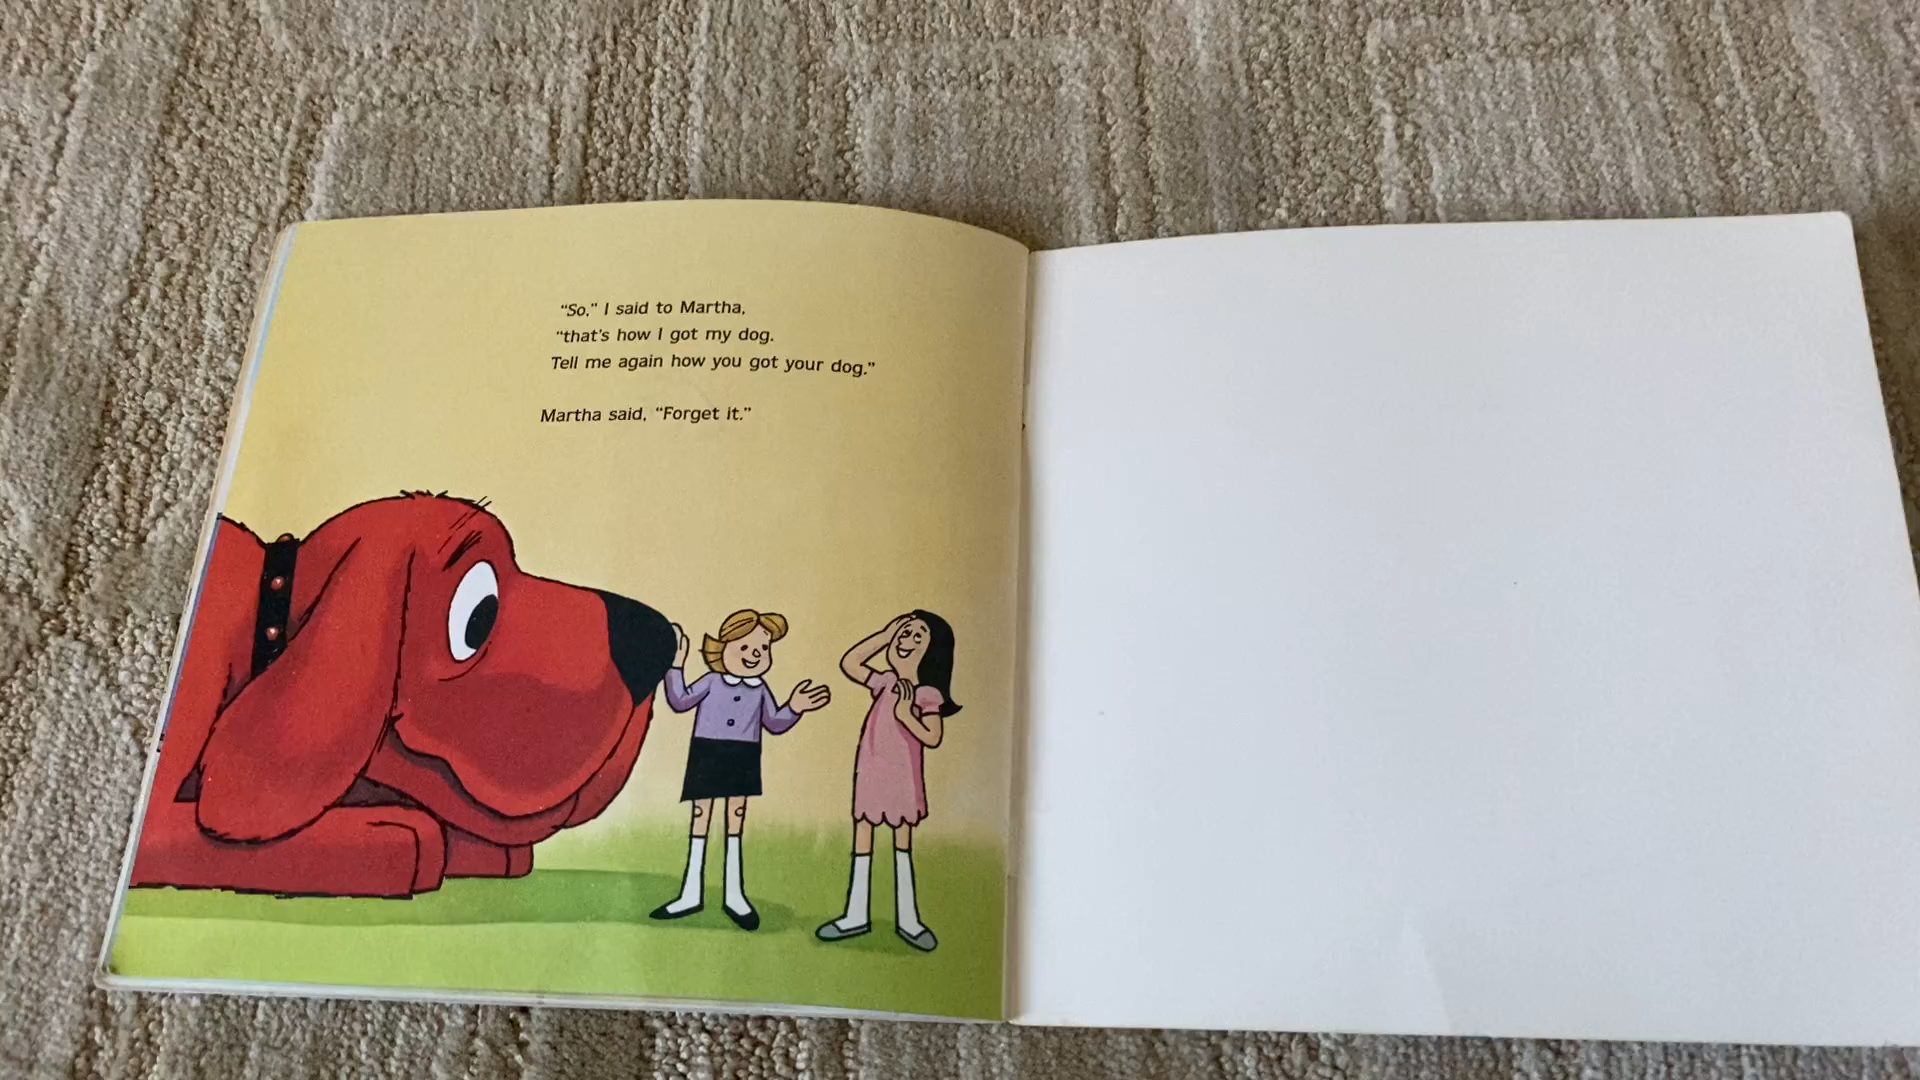 “So,” I said to Martha,
“that's how I got my dog.
Tell me again how you got your dog.”
Martha said, “Forget it.”